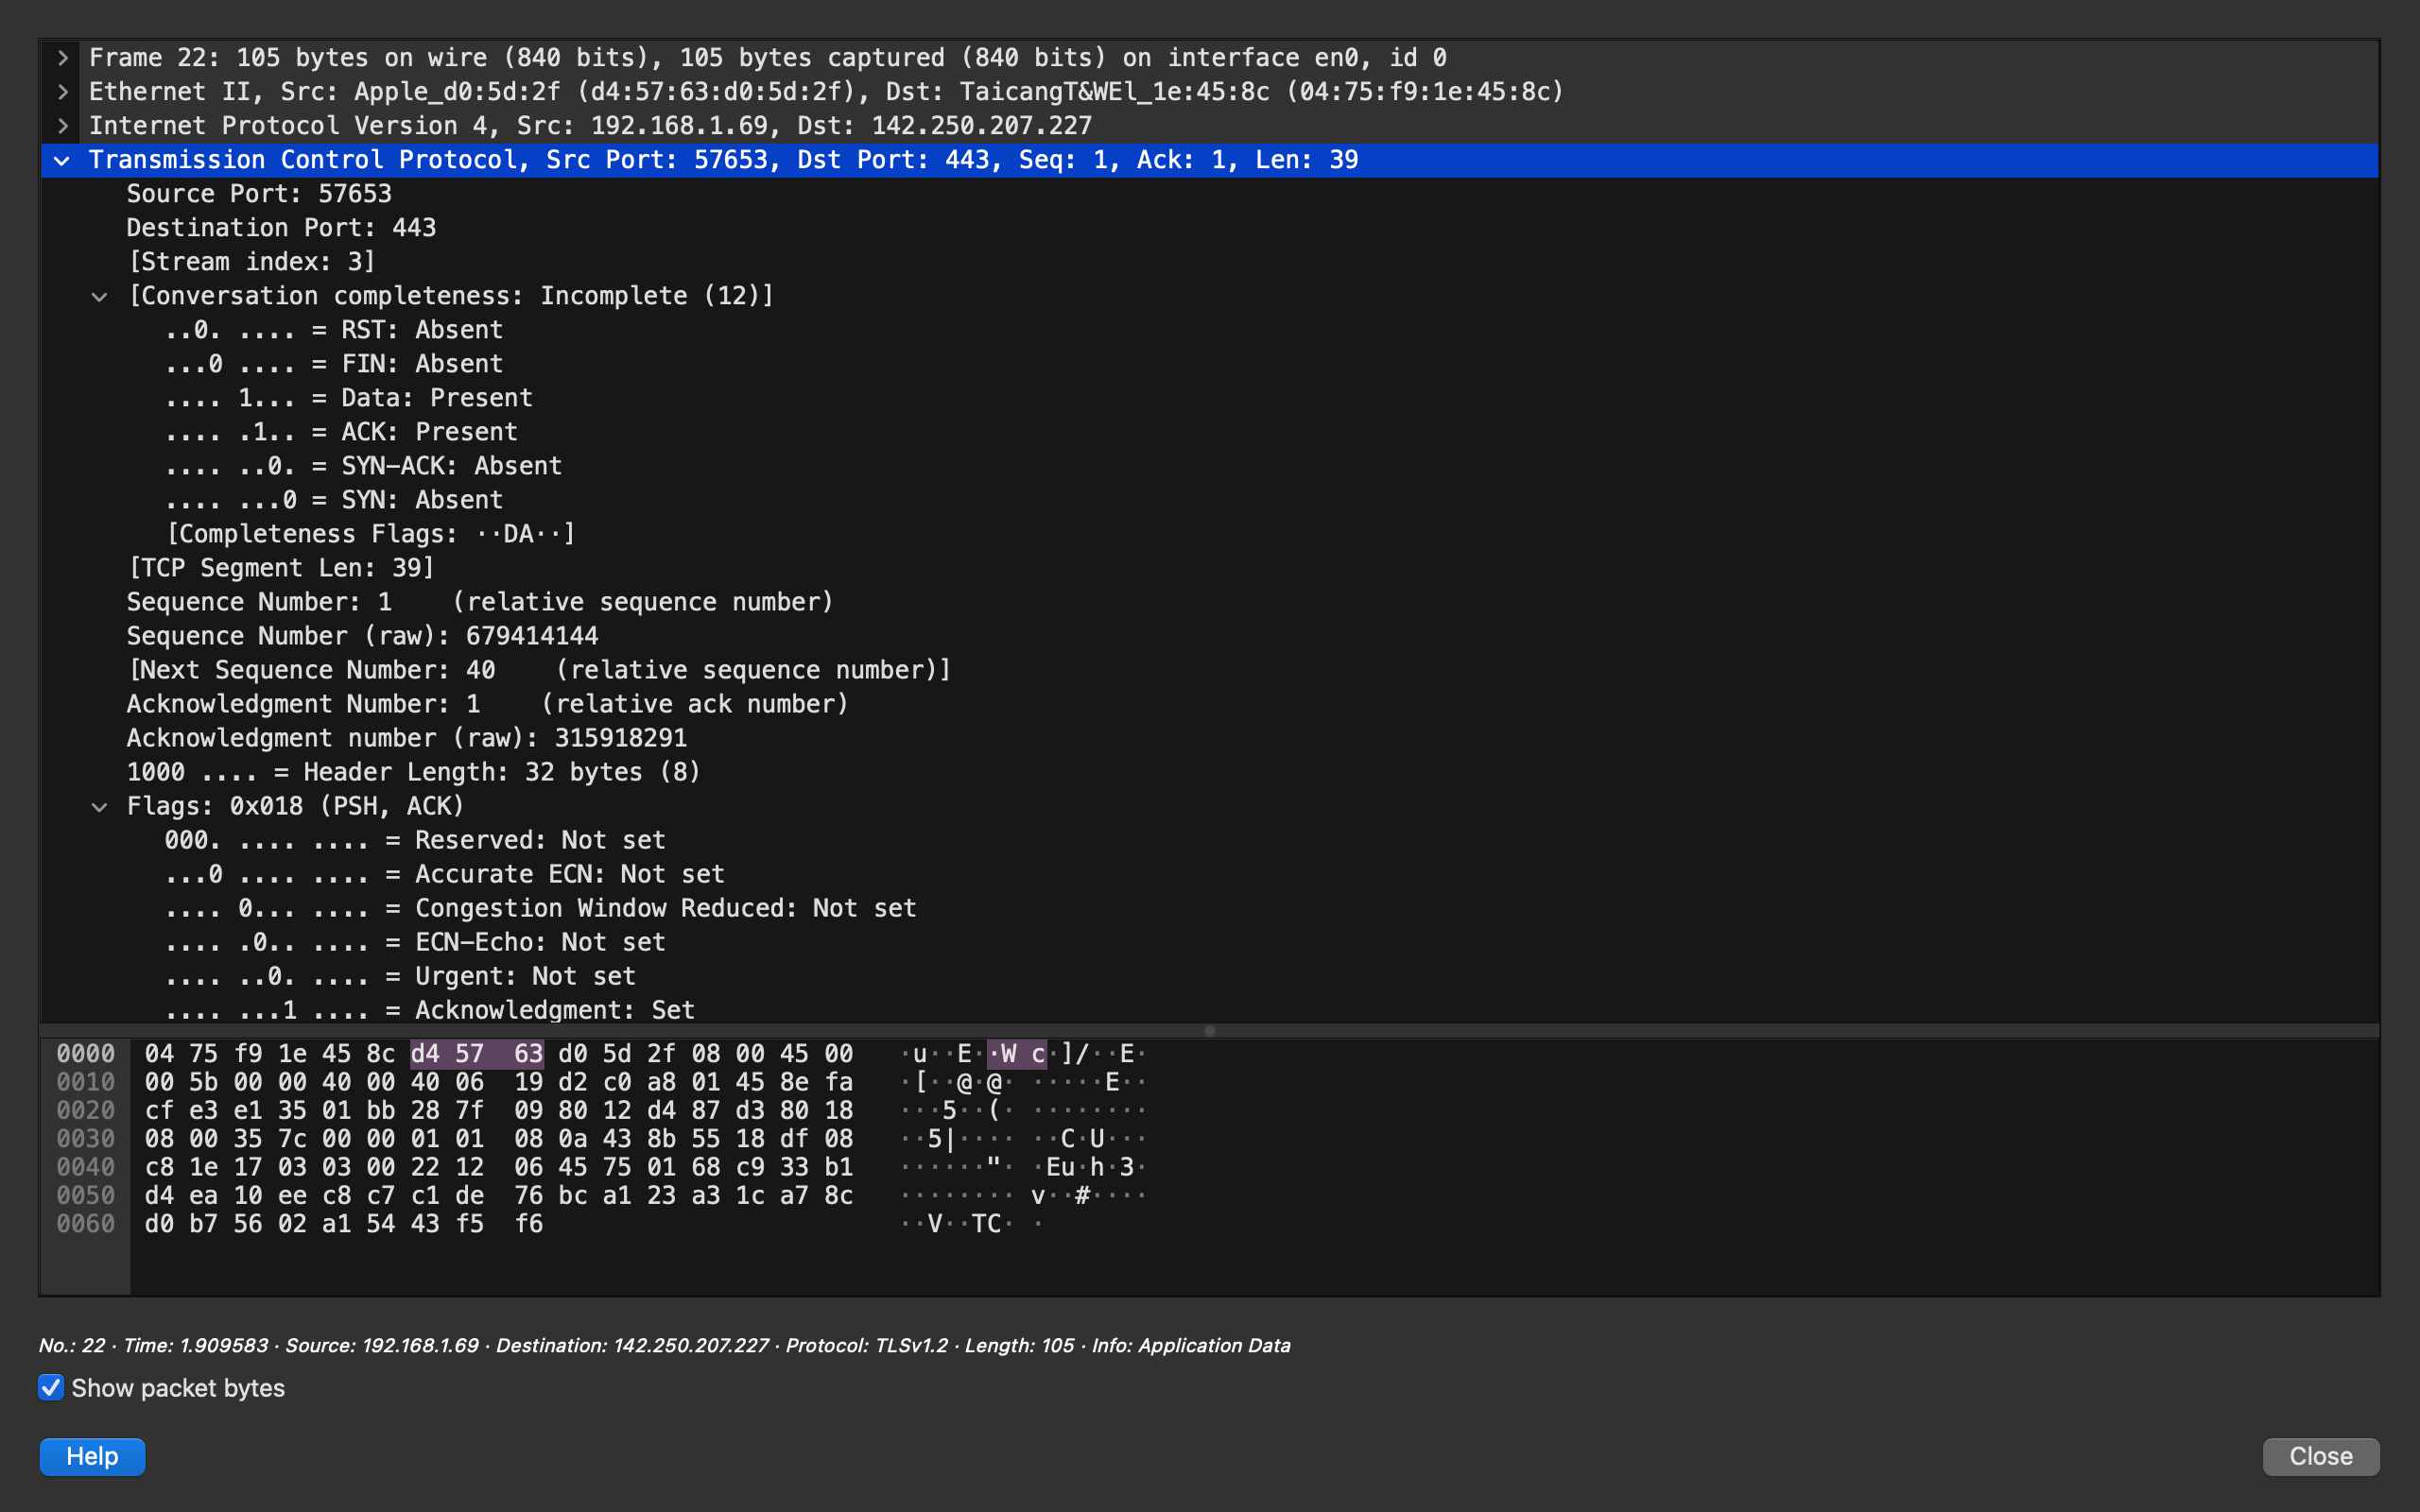 Frame 22: 105 bytes on wire (840 bits), 105 bytes captured (840 bits) on interface en0, id 0
Ethernet II, Src: Apple_d0:5d:2f (d4:57:63:d0:5d:2f), Dst: TaicangT&WEl_1e:45:8c (04:75:f9:1e:45:8c)
Internet Protocol Version 4, Src: 192.168.1.69, Dst: 142.250.207.227
Transmission Control Protocol, Src Port: 57653, Dst Port: 443, Seq: 1, Ack: 1, Len: 39
Source Port: 57653
Destination Port: 443
[Stream index: 3]
[Conversation completeness: Incomplete (12)]
..0. .... = RST: Absent
...0 .... = FIN: Absent
.... 1... = Data: Present
.... .1.. = ACK: Present
.... ..0. = SYN-ACK: Absent
.... ...0 = SYN: Absent
[Completeness Flags: ··DA··]
[TCP Segment Len: 39]
Sequence Number: 1    (relative sequence number)
Sequence Number (raw): 679414144
[Next Sequence Number: 40    (relative sequence number)]
Acknowledgment Number: 1    (relative ack number)
Acknowledgment number (raw): 315918291
1000 .... = Header Length: 32 bytes (8)
Flags: 0x018 (PSH, ACK)
000. .... .... = Reserved: Not set
...0 .... .... = Accurate ECN: Not set
.... 0... .... = Congestion Window Reduced: Not set
.... .0.. .... = ECN-Echo: Not set
.... ..0. .... = Urgent: Not set
.... ...1 .... = Acknowledgment: Set
0000 04 75 f9 1e 45 8c d4 57 63 d0 5d 2f 08 00 45 00 ·u··E··W c·]/··E·
0010 00 5b 00 00 40 00 40 06 19 d2 c0 a8 01 45 8e fa ·[··@·@· ·····E··
0020 cf e3 e1 35 01 bb 28 7f 09 80 12 d4 87 d3 80 18 ···5··(· ········
0030 08 00 35 7c 00 00 01 01 08 0a 43 8b 55 18 df 08 ··5|···· ··C·U···
0040 c8 1e 17 03 03 00 22 12 06 45 75 01 68 c9 33 b1 ······"· ·Eu·h·3·
0050 d4 ea 10 ee c8 c7 c1 de 76 bc a1 23 a3 1c a7 8c ········ v··#····
0060 d0 b7 56 02 a1 54 43 f5 f6 ··V··TC· ·
No.: 22 · Time: 1.909583 · Source: 192.168.1.69 · Destination: 142.250.207.227 · Protocol: TLSv1.2 · Length: 105 · Info: Application Data
Show packet bytes
Help
Close